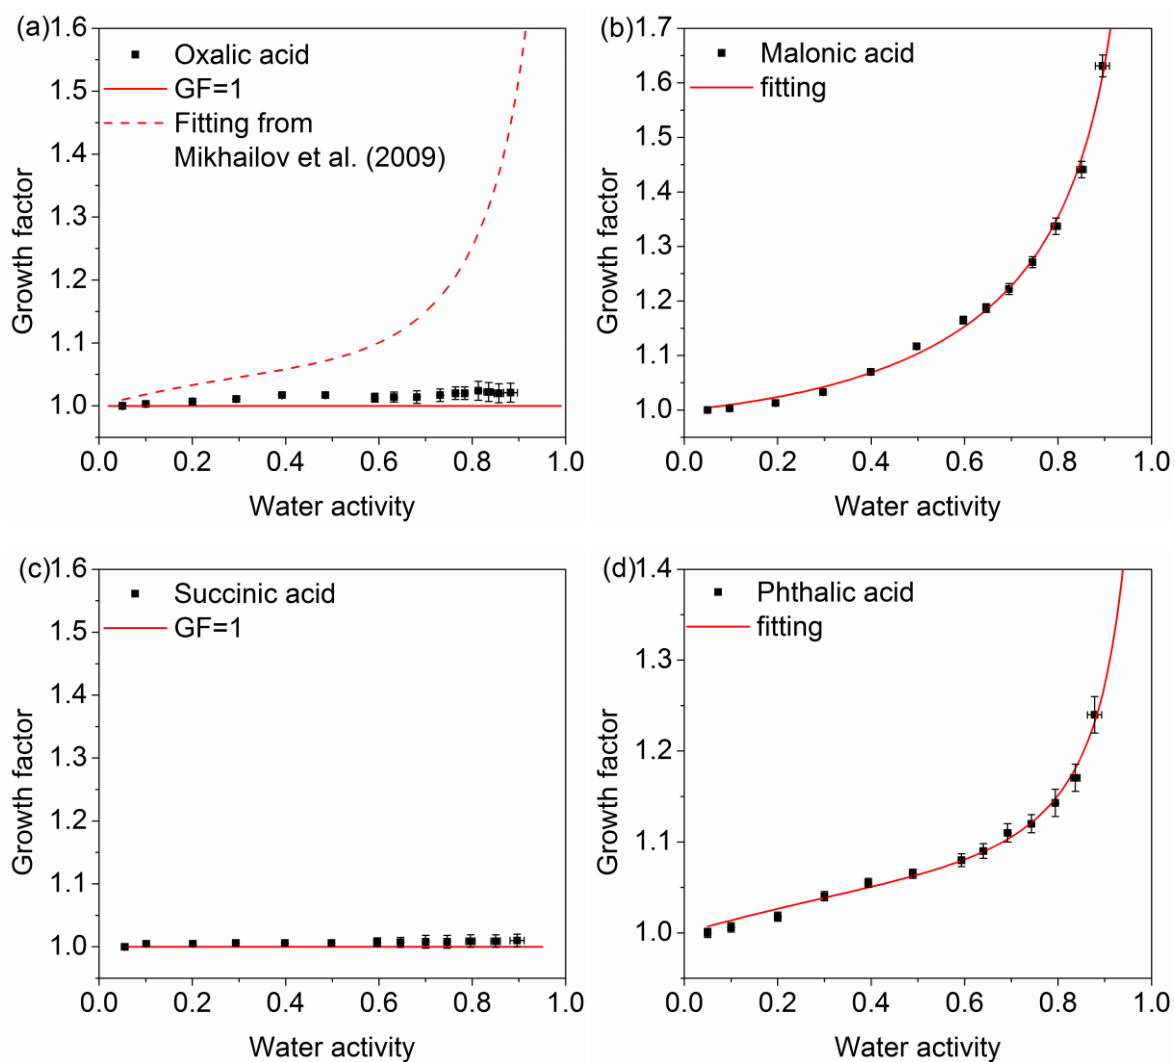 (a)
1.6
1.5
1.4
1.3
1.2
1.1
1.0
Growth factor
Oxalic acid
GF=1
Fitting from
Mikhailov et al. (2009)
0.0 0.2 0.4 0.6 0.8 1.0
Water activity
(b)
1.7
1.6
1.5
1.4
1.3
1.2
1.1
1.0
Growth factor
Malonic acid
fitting
0.0 0.2 0.4 0.6 0.8 1.0
Water activity
(c)
1.6
1.5
1.4
1.3
1.2
1.1
1.0
Growth factor
Succinic acid
GF=1
0.0 0.2 0.4 0.6 0.8 1.0
Water activity
(d)
1.4
1.3
1.2
1.1
1.0
Growth factor
Phthalic acid
fitting
0.0 0.2 0.4 0.6 0.8 1.0
Water activity